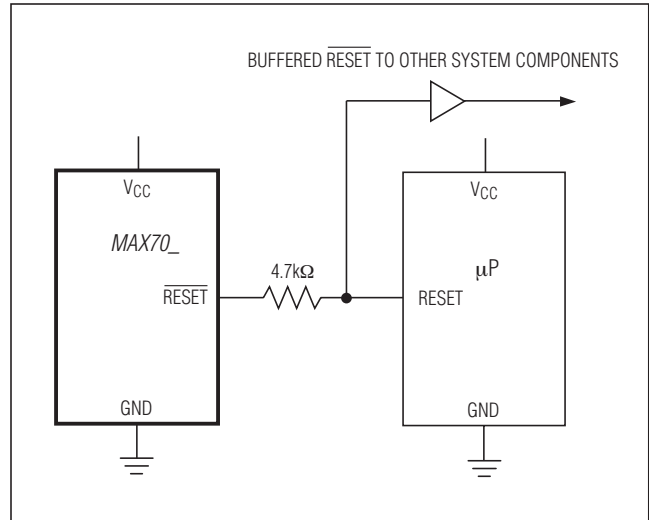 BUFFERED RESET TO OTHER SYSTEM COMPONENTS
VCC
MAX70_
RESET
GND
4.7kΩ
VCC
μP
RESET
GND